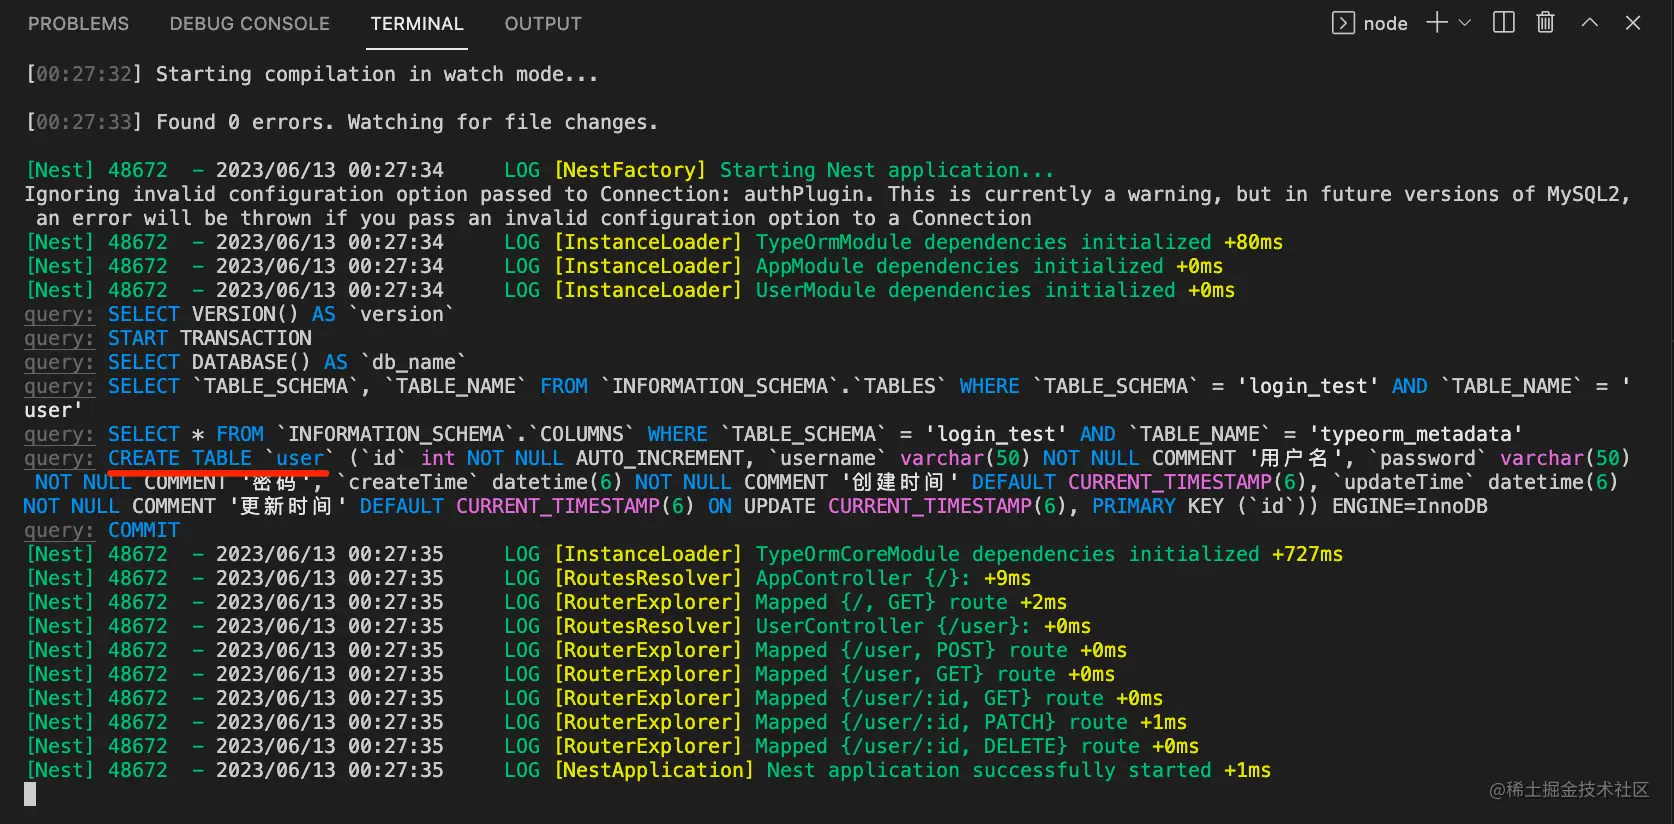 PROBLEMS DEBUG CONSOLE TERMINAL OUTPUT node
[00:27:32] Starting compilation in watch mode...
[00:27:33] Found 0 errors. Watching for file changes.
[Nest] 48672  - 2023/06/13 00:27:34     LOG [NestFactory] Starting Nest application...
Ignoring invalid configuration option passed to Connection: authPlugin. This is currently a warning, but in future versions of MySQL2,
 an error will be thrown if you pass an invalid configuration option to a Connection
[Nest] 48672  - 2023/06/13 00:27:34     LOG [InstanceLoader] TypeOrmModule dependencies initialized +80ms
[Nest] 48672  - 2023/06/13 00:27:34     LOG [InstanceLoader] AppModule dependencies initialized +0ms
[Nest] 48672  - 2023/06/13 00:27:34     LOG [InstanceLoader] UserModule dependencies initialized +0ms
query: SELECT VERSION() AS `version`
query: START TRANSACTION
query: SELECT DATABASE() AS `db_name`
query: SELECT `TABLE_SCHEMA`, `TABLE_NAME` FROM `INFORMATION_SCHEMA`.`TABLES` WHERE `TABLE_SCHEMA` = 'login_test' AND `TABLE_NAME` = '
user'
query: SELECT * FROM `INFORMATION_SCHEMA`.`COLUMNS` WHERE `TABLE_SCHEMA` = 'login_test' AND `TABLE_NAME` = 'typeorm_metadata'
query: CREATE TABLE `user` (`id` int NOT NULL AUTO_INCREMENT, `username` varchar(50) NOT NULL COMMENT '用户名', `password` varchar(50)
 NOT NULL COMMENT '密码', `createTime` datetime(6) NOT NULL COMMENT '创建时间' DEFAULT CURRENT_TIMESTAMP(6), `updateTime` datetime(6)
NOT NULL COMMENT '更新时间' DEFAULT CURRENT_TIMESTAMP(6) ON UPDATE CURRENT_TIMESTAMP(6), PRIMARY KEY (`id`)) ENGINE=InnoDB
query: COMMIT
[Nest] 48672  - 2023/06/13 00:27:35     LOG [InstanceLoader] TypeOrmCoreModule dependencies initialized +727ms
[Nest] 48672  - 2023/06/13 00:27:35     LOG [RoutesResolver] AppController {/}: +9ms
[Nest] 48672  - 2023/06/13 00:27:35     LOG [RouterExplorer] Mapped {/, GET} route +2ms
[Nest] 48672  - 2023/06/13 00:27:35     LOG [RoutesResolver] UserController {/user}: +0ms
[Nest] 48672  - 2023/06/13 00:27:35     LOG [RouterExplorer] Mapped {/user, POST} route +0ms
[Nest] 48672  - 2023/06/13 00:27:35     LOG [RouterExplorer] Mapped {/user, GET} route +0ms
[Nest] 48672  - 2023/06/13 00:27:35     LOG [RouterExplorer] Mapped {/user/:id, GET} route +0ms
[Nest] 48672  - 2023/06/13 00:27:35     LOG [RouterExplorer] Mapped {/user/:id, PATCH} route +1ms
[Nest] 48672  - 2023/06/13 00:27:35     LOG [RouterExplorer] Mapped {/user/:id, DELETE} route +0ms
[Nest] 48672  - 2023/06/13 00:27:35     LOG [NestApplication] Nest application successfully started +1ms
@稀土掘金技术社区